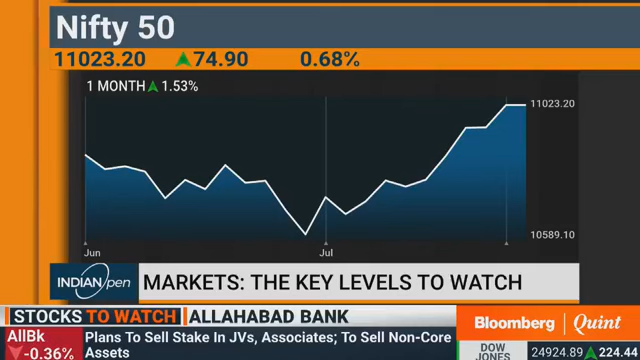 Nifty 50
11023.20 74.90 0.68%
1 MONTH 1.53%
11023.20
10589.10
Jun Jul
INDIAN Open
MARKETS: THE KEY LEVELS TO WATCH
STOCKS TO WATCH ALLAHABAD BANK
Bloomberg Quint
AllBk
-0.36%
Plans To Sell Stake In JVs, Associates; To Sell Non-Core
Assets
DOW
JONES
24924.89 224.44